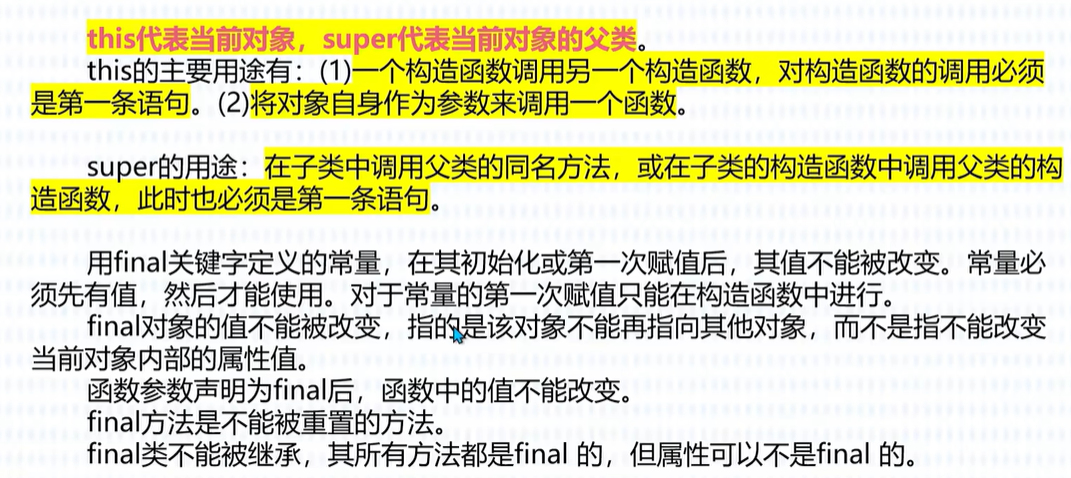 this代表当前对象，super代表当前对象的父类。
this的主要用途有：(1)一个构造函数调用另一个构造函数，对构造函数的调用必须
是第一条语句。(2)将对象自身作为参数来调用一个函数。
super的用途：在子类中调用父类的同名方法，或在子类的构造函数中调用父类的构
造函数，此时也必须是第一条语句。
用final关键字定义的常量，在其初始化或第一次赋值后，其值不能被改变。常量必
须先有值，然后才能使用。对于常量的第一次赋值只能在构造函数中进行。
final对象的值不能被改变，指的是该对象不能再指向其他对象，而不是指不能改变
当前对象内部的属性值。
函数参数声明为final后，函数中的值不能改变。
final方法是不能被重置的方法。
final类不能被继承，其所有方法都是final 的，但属性可以不是final 的。